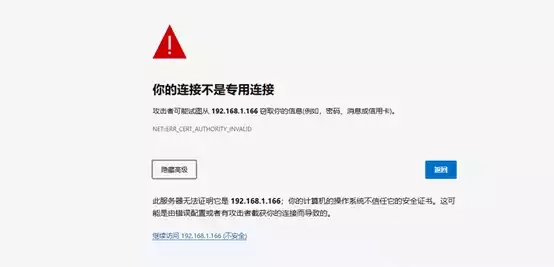 你的连接不是专用连接
攻击者可能试图从 192.168.1.166 窃取你的信息(例如，密码、消息或信用卡)。
NET::ERR_CERT_AUTHORITY_INVALID
隐藏高级
返回
此服务器无法证明它是 192.168.1.166；你的计算机的操作系统不信任它的安全证书。这可
能是由错误配置或者有攻击者截获你的连接而导致的。
继续访问 192.168.1.166 (不安全)